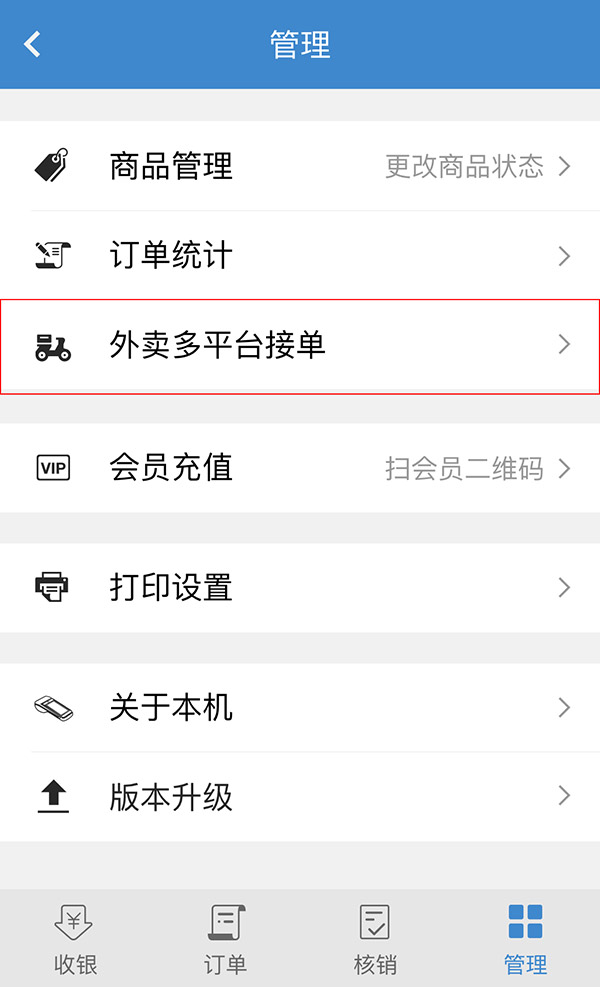 管理
商品管理 更改商品状态
订单统计
外卖多平台接单
VIP 会员充值 扫会员二维码
打印设置
关于本机
版本升级
¥
收银 订单 核销 管理